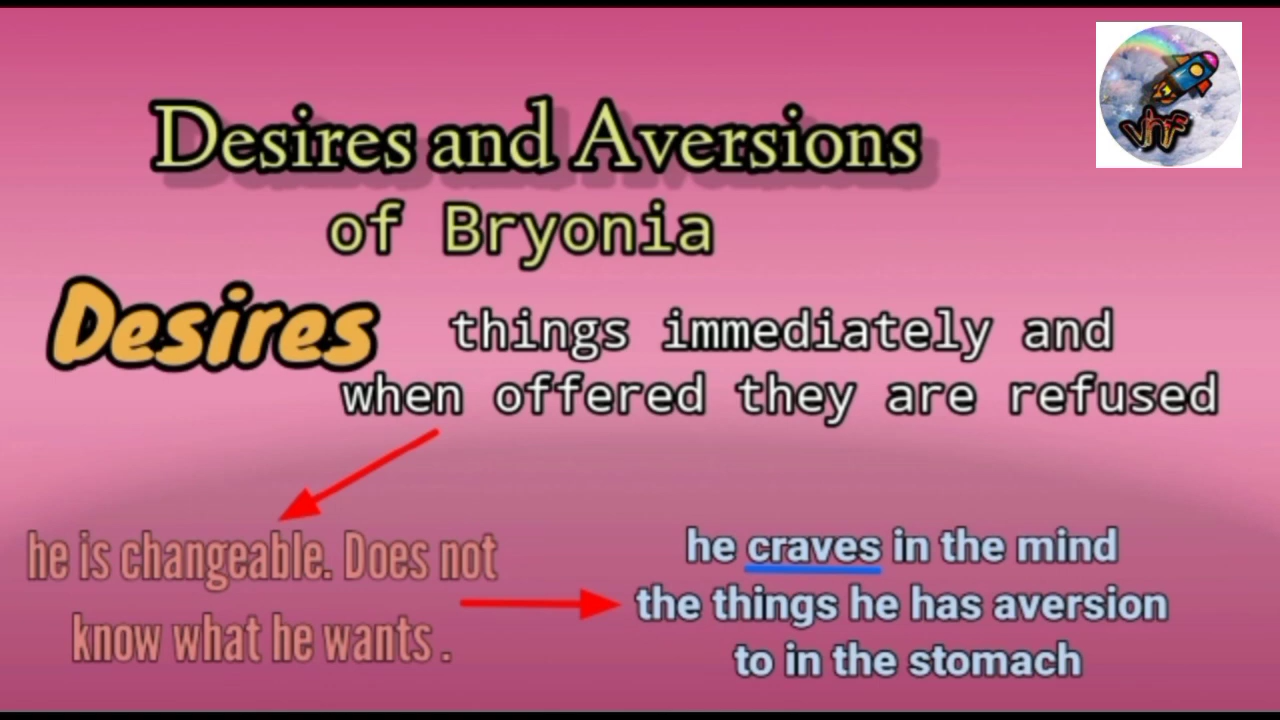 Desires and Aversions
of Bryonia
Desires things immediately and
when offered they are refused
he is changeable. Does not
know what he wants .
he craves in the mind
the things he has aversion
to in the stomach
vhf